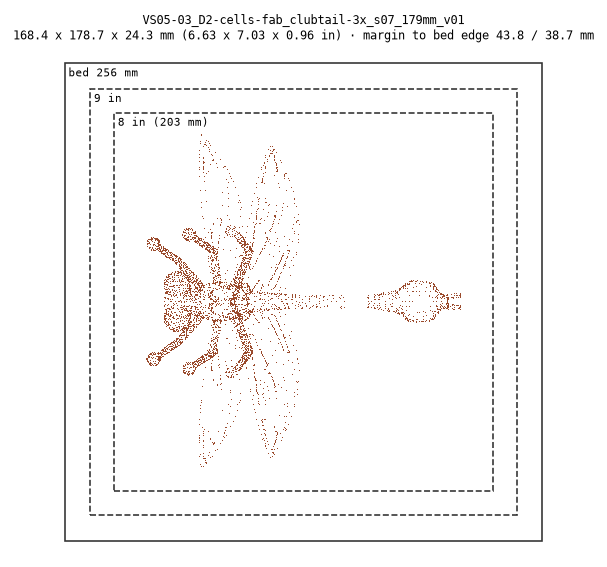 VS05-03_D2-cells-fab_clubtail-3x_s07_179mm_v01
168.4 x 178.7 x 24.3 mm (6.63 x 7.03 x 0.96 in) · margin to bed edge 43.8 / 38.7 mm
bed 256 mm
9 in
8 in (203 mm)